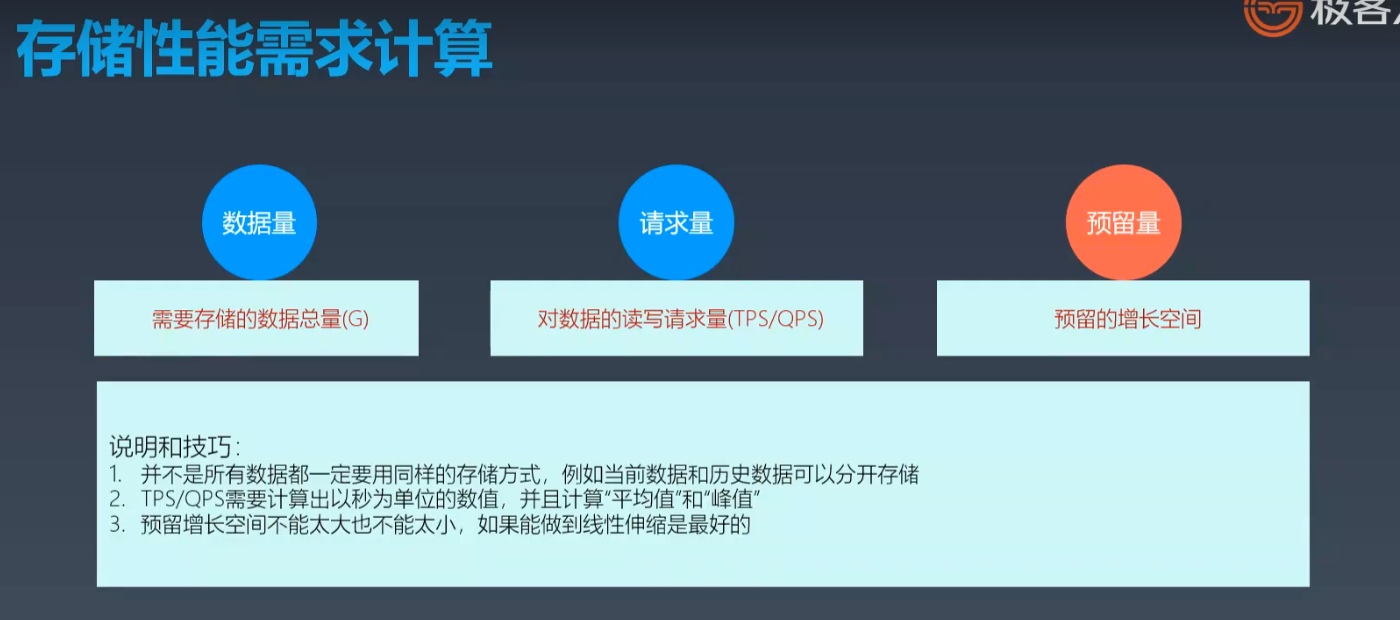 极客
存储性能需求计算
数据量
请求量
预留量
需要存储的数据总量(G)
对数据的读写请求量(TPS/QPS)
预留的增长空间
说明和技巧：
1. 并不是所有数据都一定要用同样的存储方式，例如当前数据和历史数据可以分开存储
2. TPS/QPS需要计算出以秒为单位的数值，并且计算“平均值”和“峰值”
3. 预留增长空间不能太大也不能太小，如果能做到线性伸缩是最好的